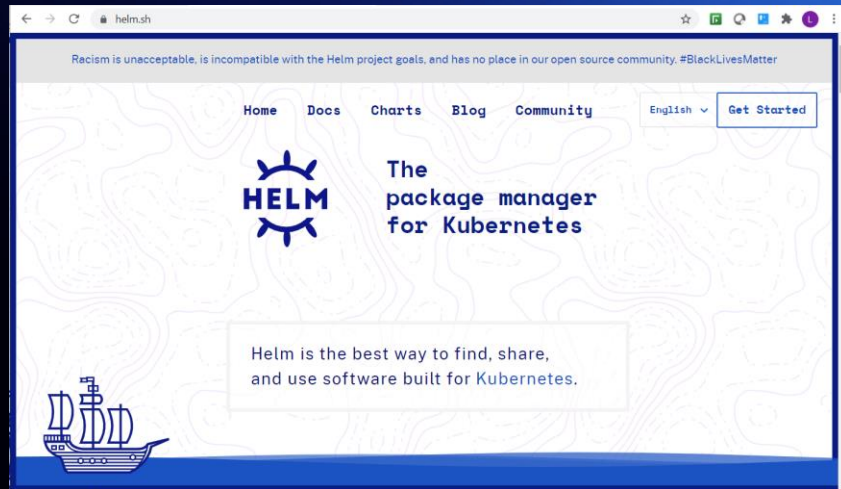 helm.sh
L
Racism is unacceptable, is incompatible with the Helm project goals, and has no place in our open source community. #BlackLivesMatter
Home Docs Charts Blog Community English Get Started
HELM
The
package manager
for Kubernetes
Helm is the best way to find, share,
and use software built for Kubernetes.